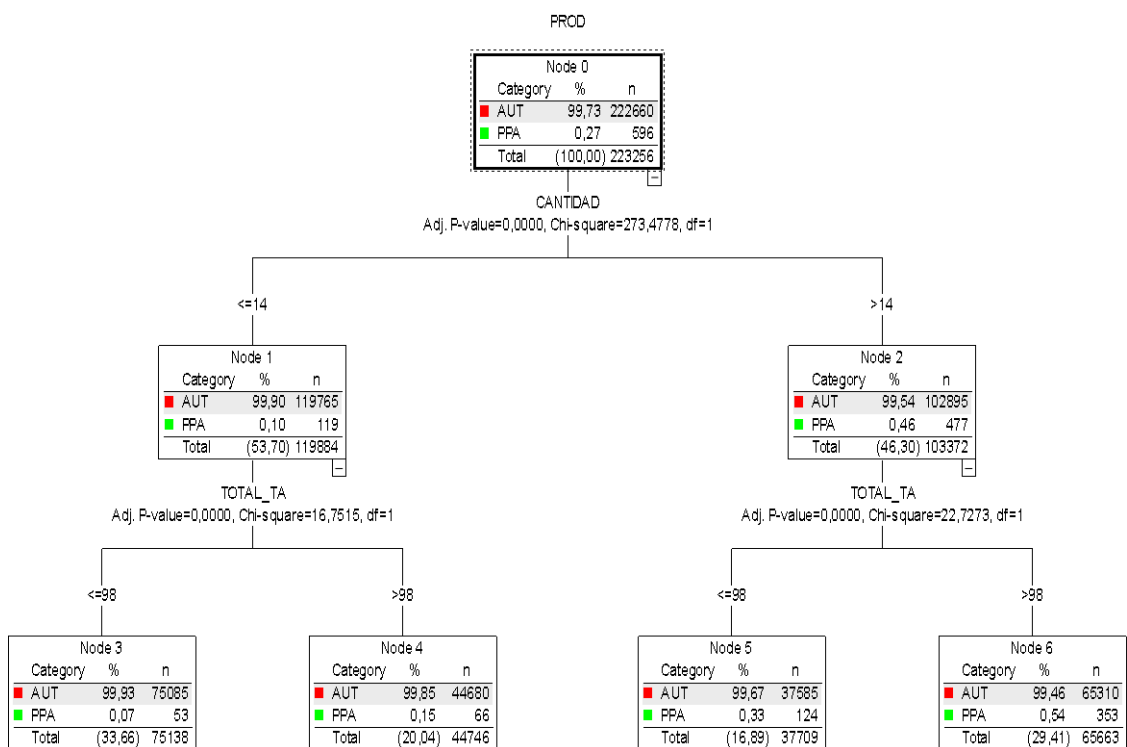 PROD
Node 0
Category % n
AUT 99,73 222660
PPA 0,27 596
Total (100,00) 223256
CANTIDAD
Adj. P-value=0,0000, Chi-square=273,4778, df=1
<=14
>14
Node 1
Category % n
AUT 99,90 119765
PPA 0,10 119
Total (53,70) 119884
Node 2
Category % n
AUT 99,54 102895
PPA 0,46 477
Total (46,30) 103372
TOTAL_TA
Adj. P-value=0,0000, Chi-square=16,7515, df=1
TOTAL_TA
Adj. P-value=0,0000, Chi-square=22,7273, df=1
<=98
>98
<=98
>98
Node 3
Category % n
AUT 99,93 75085
PPA 0,07 53
Total (33,66) 75138
Node 4
Category % n
AUT 99,85 44680
PPA 0,15 66
Total (20,04) 44746
Node 5
Category % n
AUT 99,67 37585
PPA 0,33 124
Total (16,89) 37709
Node 6
Category % n
AUT 99,46 65310
PPA 0,54 353
Total (29,41) 65663